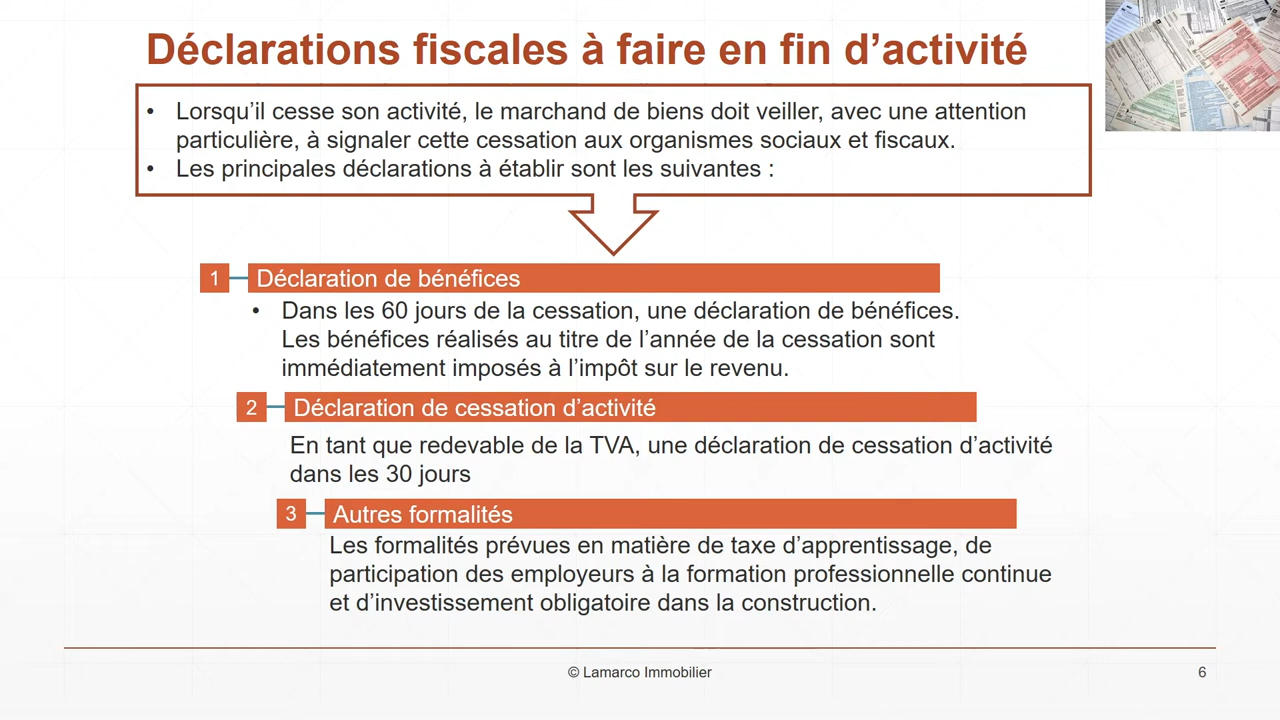 Déclarations fiscales à faire en fin d’activité
• Lorsqu’il cesse son activité, le marchand de biens doit veiller, avec une attention
particulière, à signaler cette cessation aux organismes sociaux et fiscaux.
• Les principales déclarations à établir sont les suivantes :
1 Déclaration de bénéfices
• Dans les 60 jours de la cessation, une déclaration de bénéfices.
Les bénéfices réalisés au titre de l’année de la cessation sont
immédiatement imposés à l’impôt sur le revenu.
2 Déclaration de cessation d’activité
En tant que redevable de la TVA, une déclaration de cessation d’activité
dans les 30 jours
3 Autres formalités
Les formalités prévues en matière de taxe d’apprentissage, de
participation des employeurs à la formation professionnelle continue
et d’investissement obligatoire dans la construction.
© Lamarco Immobilier
6